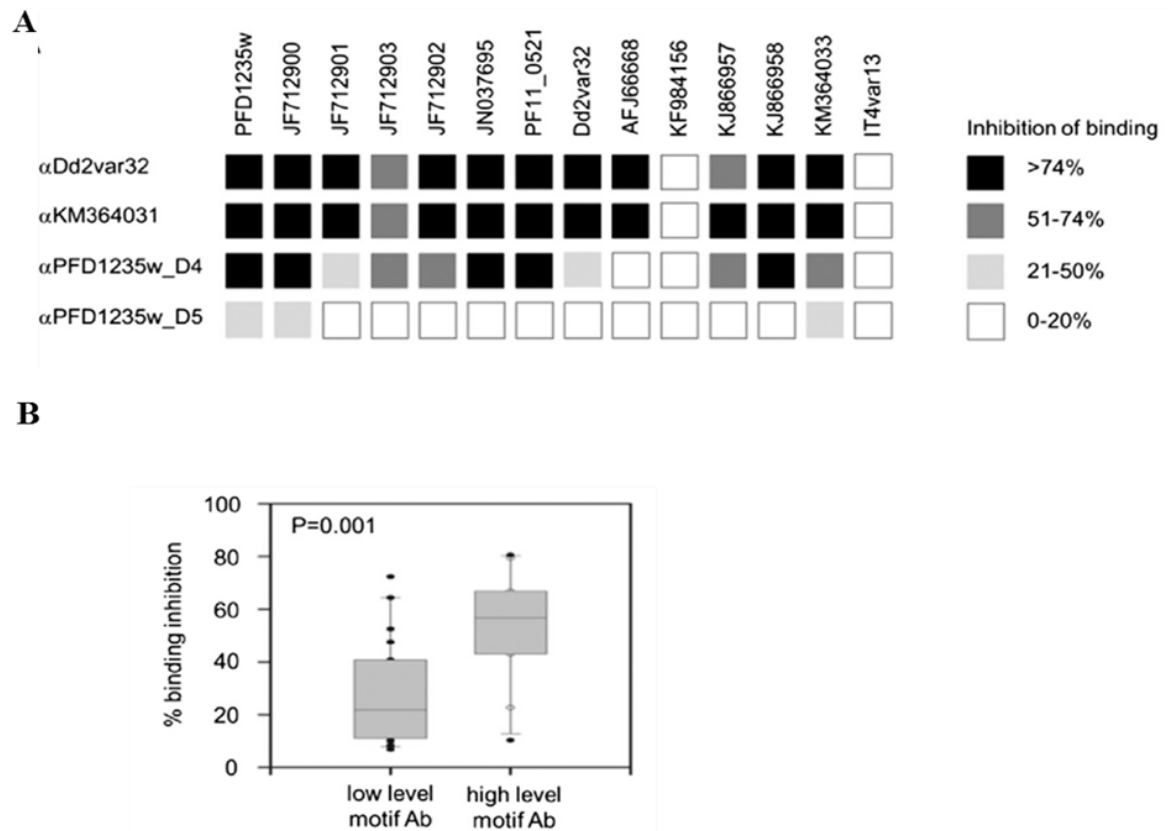 A
PFD1235w
JF712900
JF712901
JF712903
JF712902
JN037695
PF11_0521
Dd2var32
AFJ66668
KF984156
KJ866957
KJ866958
KM364033
IT4var13
Inhibition of binding
αDd2var32
>74%
αKM364031
51-74%
αPFD1235w_D4
21-50%
αPFD1235w_D5
0-20%
B
P=0.001
% binding inhibition
100
80
60
40
20
0
low level
motif Ab
high level
motif Ab